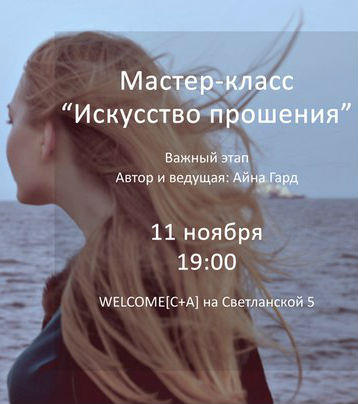 Мастер-класс
“Искусство прошения”
Важный этап
Автор и ведущая: Айна Гард
11 ноября
19:00
WELCOME[C+A] на Светланской 5